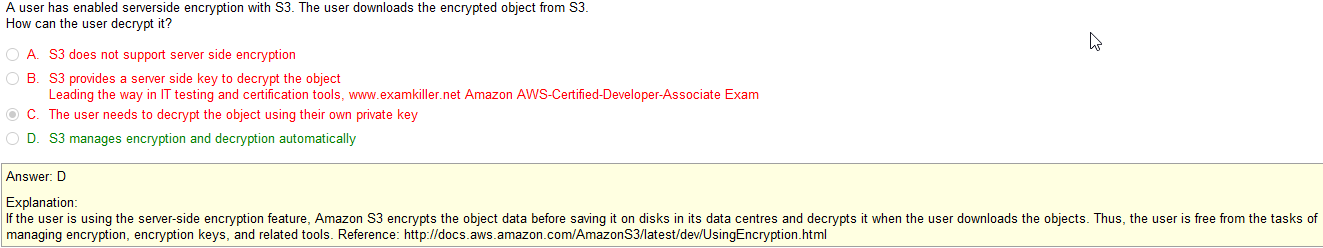 A user has enabled serverside encryption with S3. The user downloads the encrypted object from S3.
How can the user decrypt it?
A. S3 does not support server side encryption
B. S3 provides a server side key to decrypt the object
Leading the way in IT testing and certification tools, www.examkiller.net Amazon AWS-Certified-Developer-Associate Exam
C. The user needs to decrypt the object using their own private key
D. S3 manages encryption and decryption automatically
Answer: D
Explanation:
If the user is using the server-side encryption feature, Amazon S3 encrypts the object data before saving it on disks in its data centres and decrypts it when the user downloads the objects. Thus, the user is free from the tasks of
managing encryption, encryption keys, and related tools. Reference: http://docs.aws.amazon.com/AmazonS3/latest/dev/UsingEncryption.html